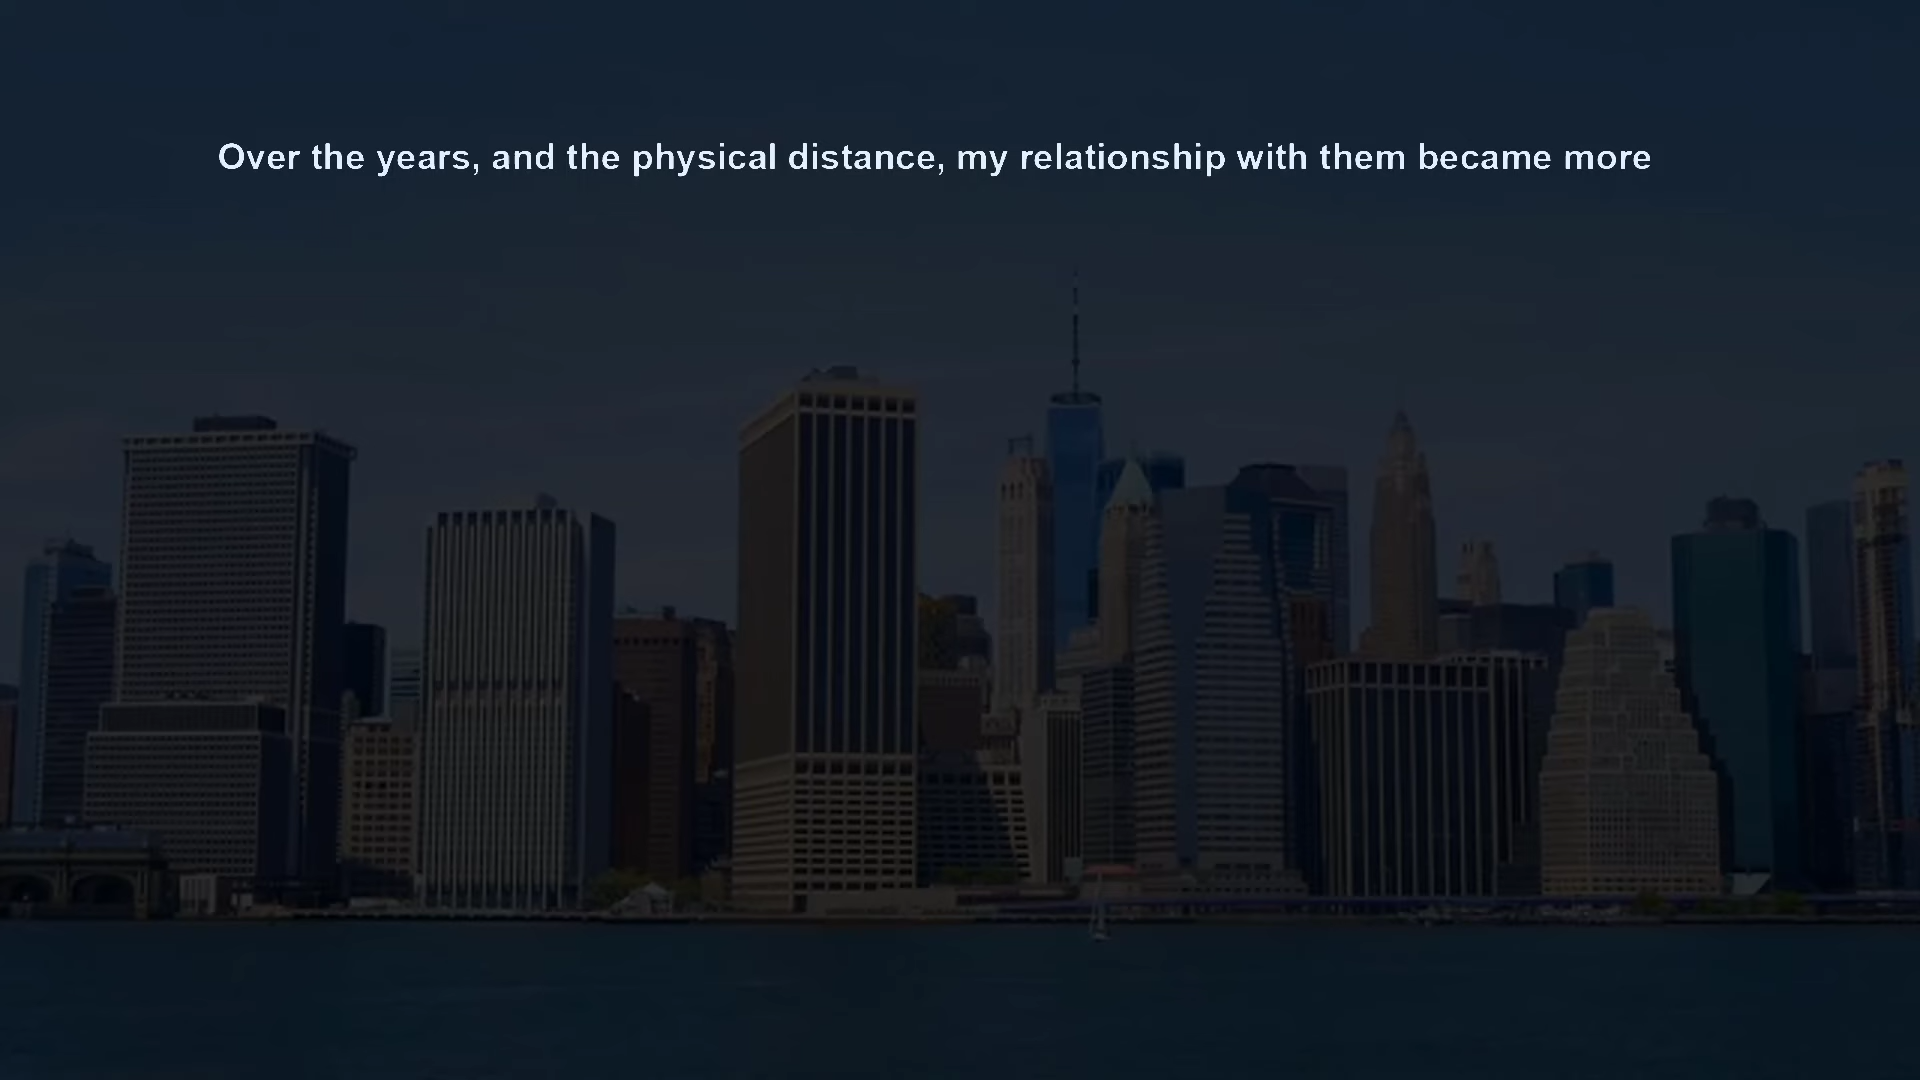 Over the years, and the physical distance, my relationship with them became more